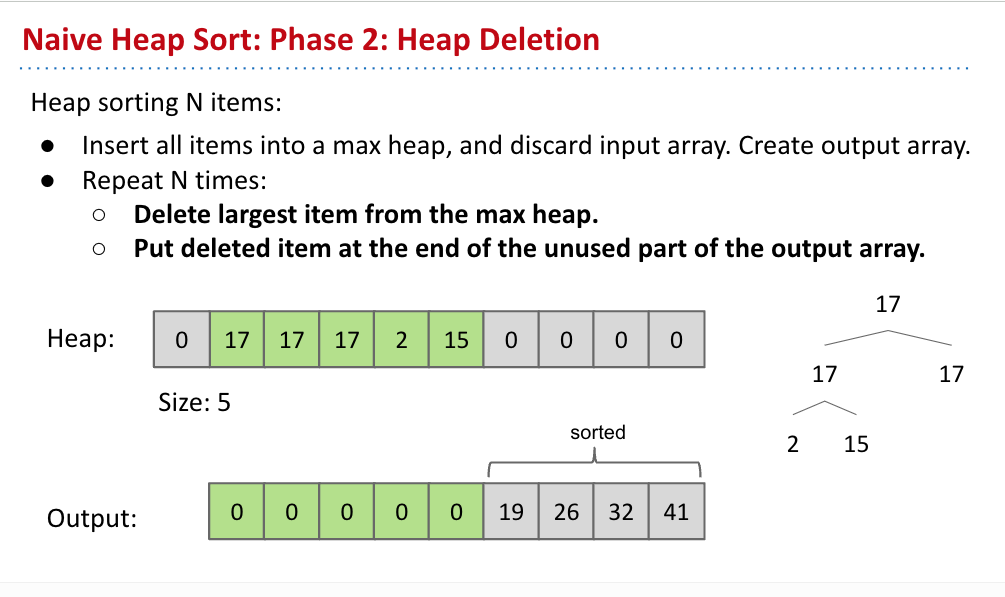 Naive Heap Sort: Phase 2: Heap Deletion
Heap sorting N items:
● Insert all items into a max heap, and discard input array. Create output array.
● Repeat N times:
○ Delete largest item from the max heap.
○ Put deleted item at the end of the unused part of the output array.
Heap: 0 17 17 17 2 15 0 0 0 0
Size: 5
17
17 17
2 15
sorted
Output: 0 0 0 0 0 19 26 32 41